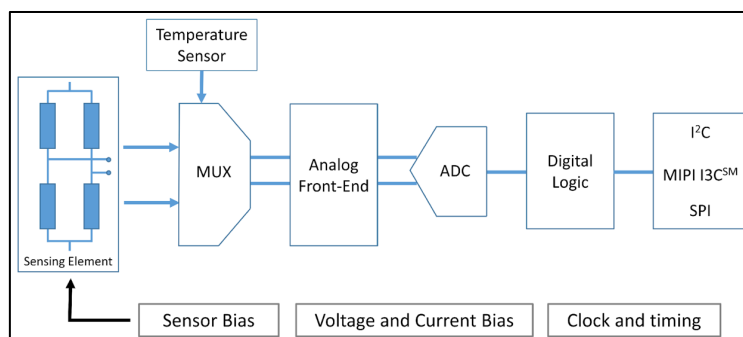 Temperature
Sensor
Sensing Element
MUX
Analog
Front-End
ADC
Digital
Logic
I²C
MIPI I3C℠
SPI
Sensor Bias
Voltage and Current Bias
Clock and timing